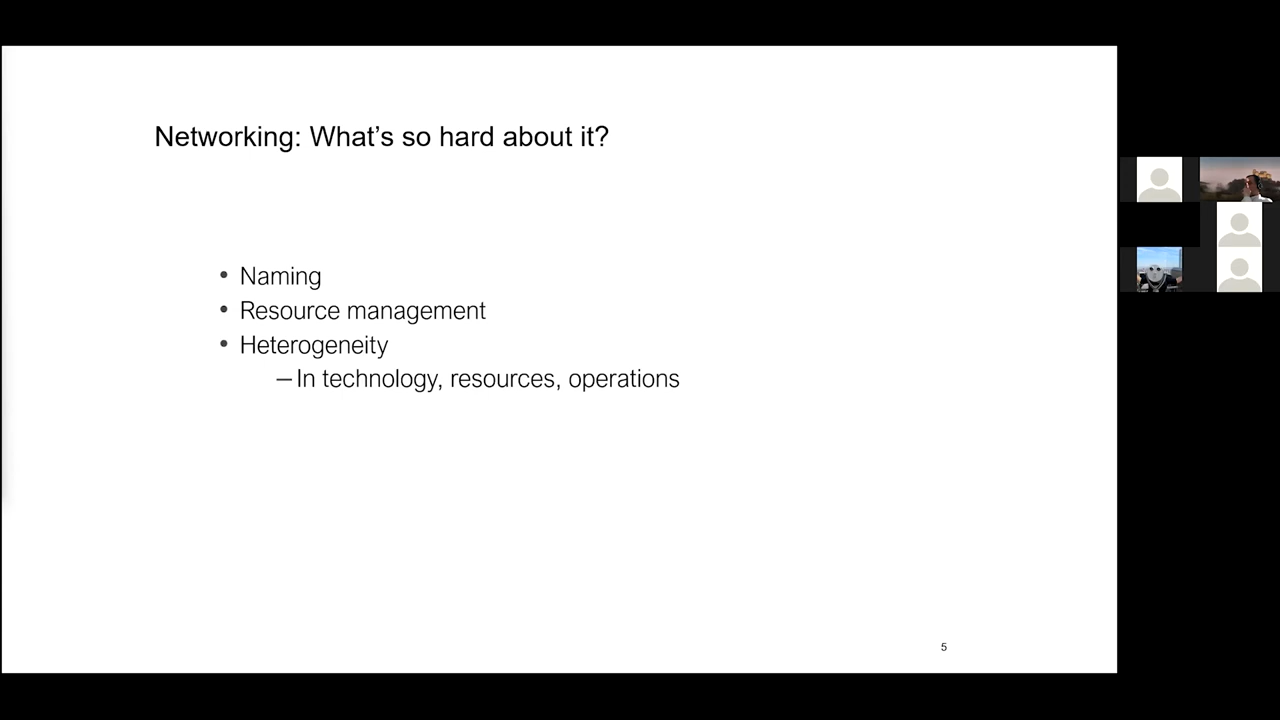 Networking: What’s so hard about it?
• Naming
• Resource management
• Heterogeneity
– In technology, resources, operations
5